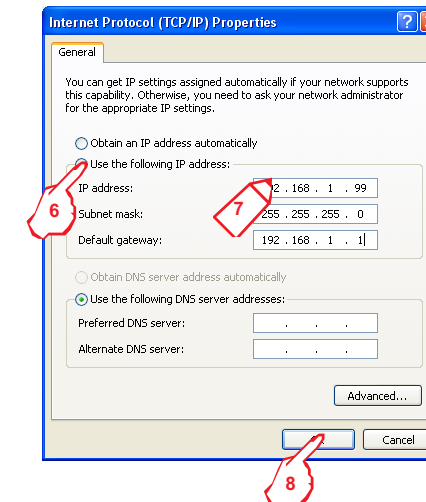 Internet Protocol (TCP/IP) Properties
?
General
You can get IP settings assigned automatically if your network supports
this capability. Otherwise, you need to ask your network administrator
for the appropriate IP settings.
Obtain an IP address automatically
Use the following IP address:
6
IP address: 92 . 168 . 1 . 99
7
Subnet mask: 255 . 255 . 255 . 0
Default gateway: 192 . 168 . 1 . 1
Obtain DNS server address automatically
Use the following DNS server addresses:
Preferred DNS server: . . .
Alternate DNS server: . . .
Advanced...
Cancel
8